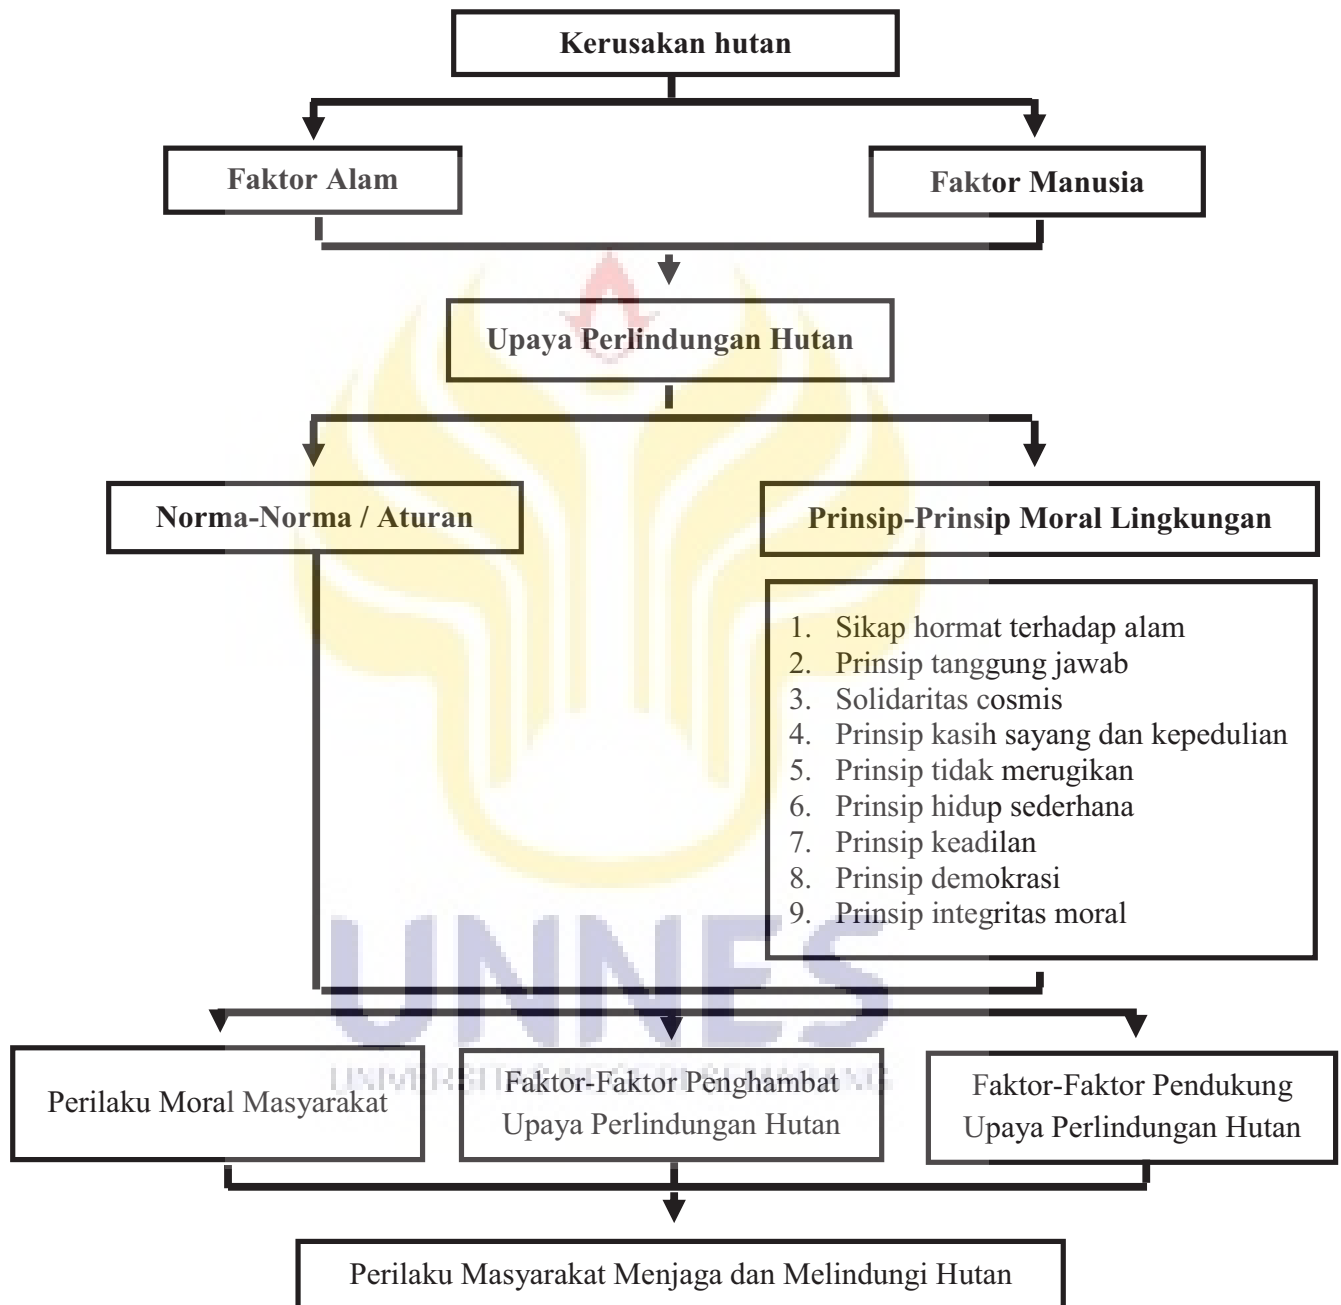 Kerusakan hutan
Faktor Alam
Faktor Manusia
Upaya Perlindungan Hutan
Norma-Norma / Aturan
Prinsip-Prinsip Moral Lingkungan
1. Sikap hormat terhadap alam
2. Prinsip tanggung jawab
3. Solidaritas cosmis
4. Prinsip kasih sayang dan kepedulian
5. Prinsip tidak merugikan
6. Prinsip hidup sederhana
7. Prinsip keadilan
8. Prinsip demokrasi
9. Prinsip integritas moral
UNNES
Perilaku Moral Masyarakat
Faktor-Faktor Penghambat
Upaya Perlindungan Hutan
Faktor-Faktor Pendukung
Upaya Perlindungan Hutan
Perilaku Masyarakat Menjaga dan Melindungi Hutan